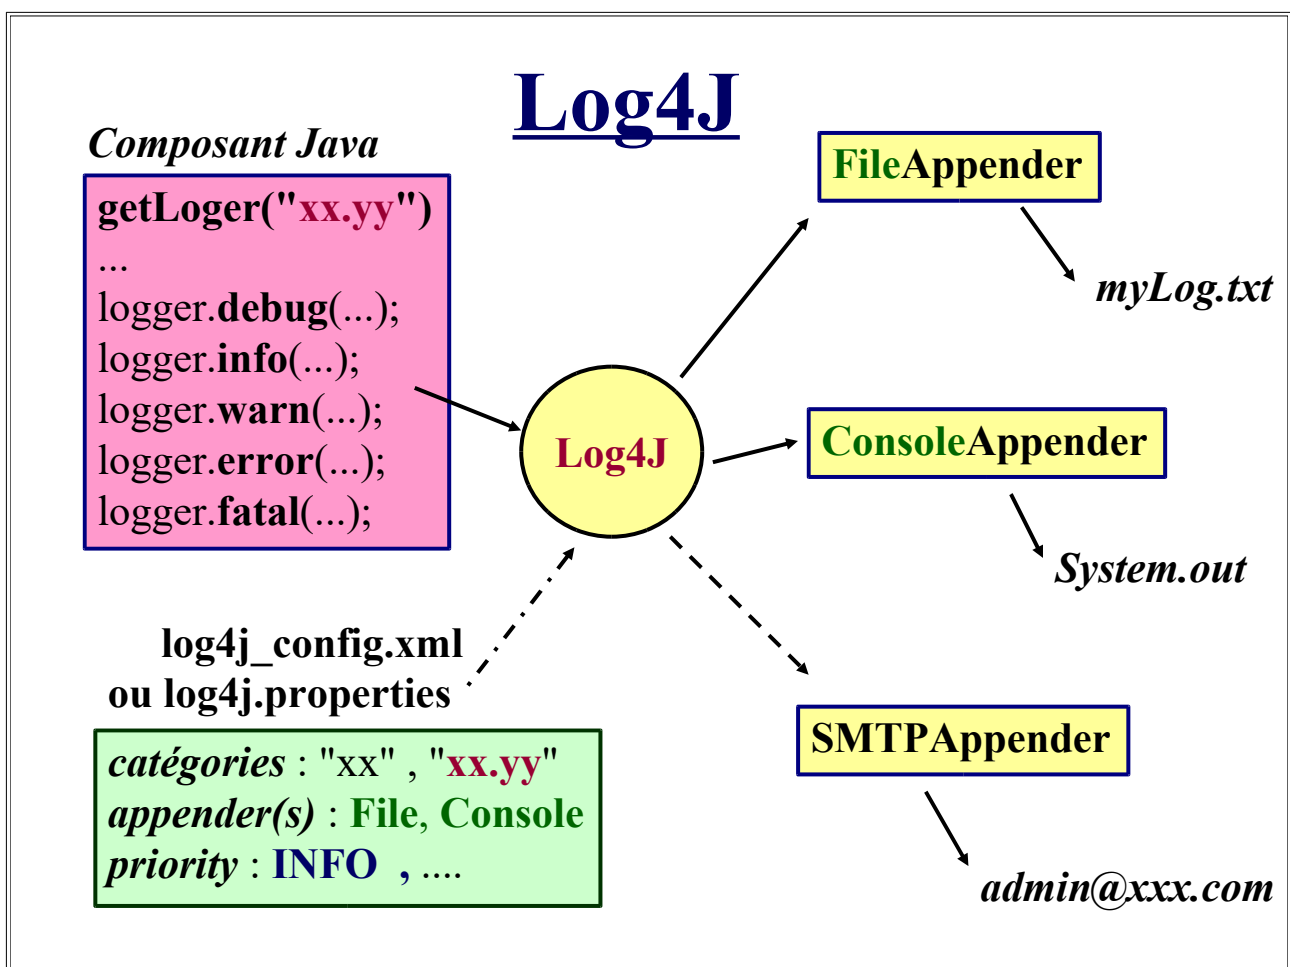 Log4J
Composant Java
getLoger("xx.yy")
...
logger.debug(...);
logger.info(...);
logger.warn(...);
logger.error(...);
logger.fatal(...);
Log4J
FileAppender
myLog.txt
ConsoleAppender
System.out
SMTPAppender
admin@xxx.com
log4j_config.xml
ou log4j.properties
catégories : "xx" , "xx.yy"
appender(s) : File, Console
priority : INFO , ....